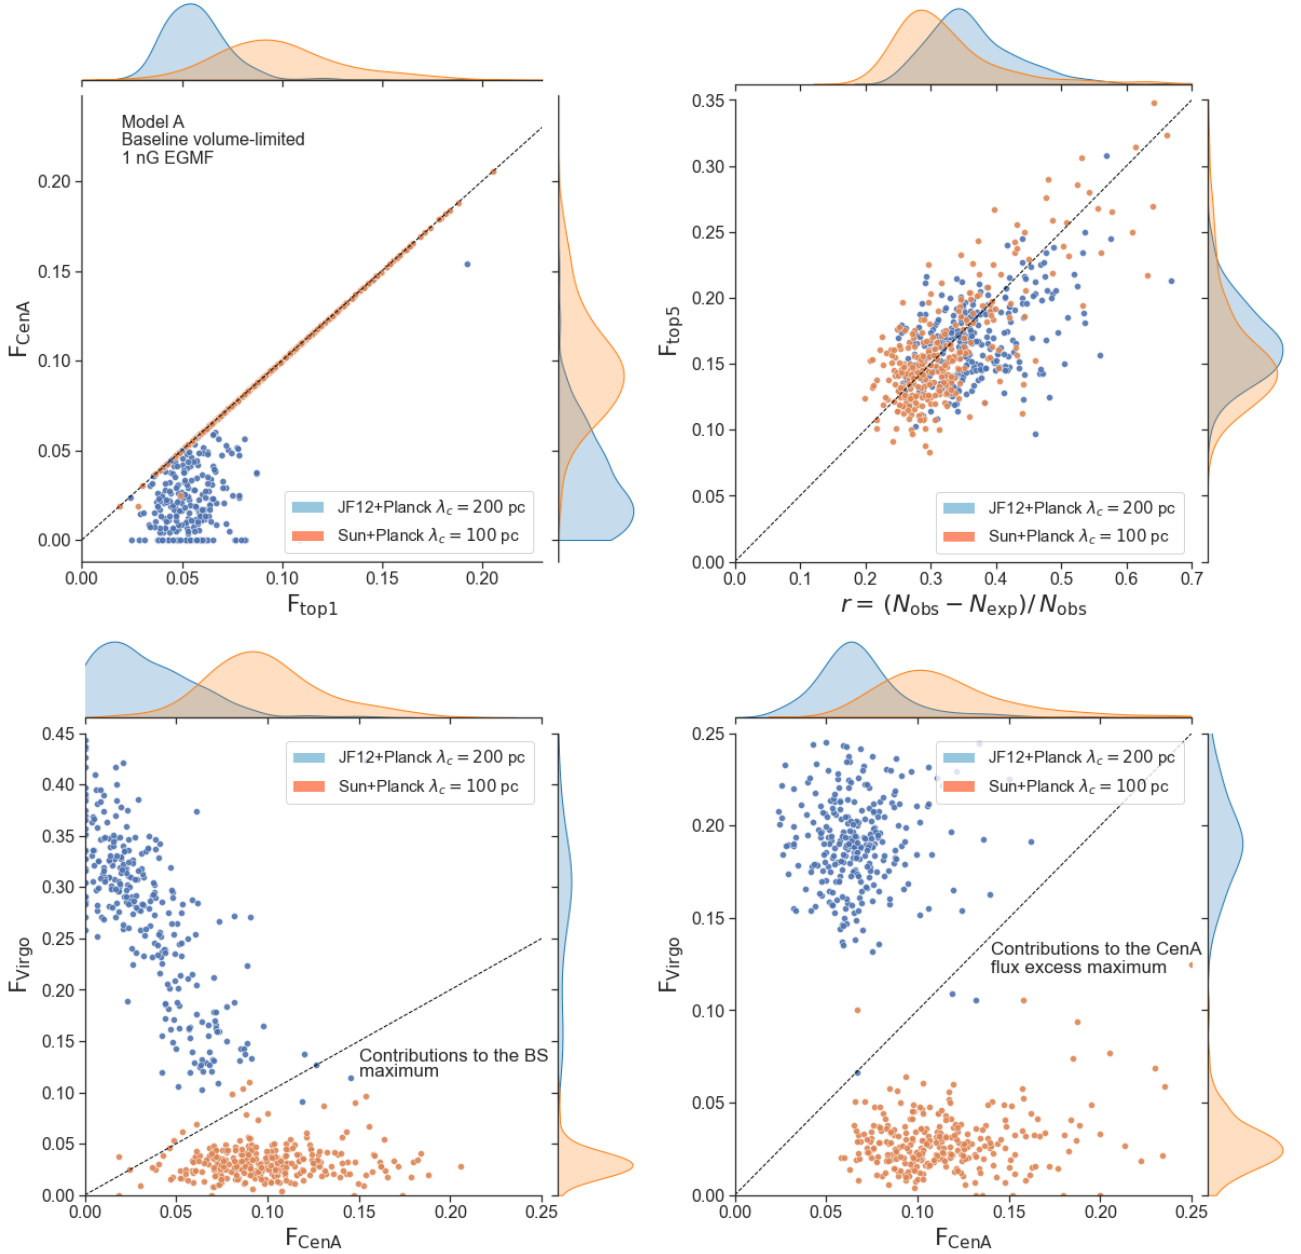 Model A
Baseline volume-limited
1 nG EGMF
0.20
0.15
0.10
0.05
0.00
F_CenA
JF12+Planck λ_c = 200 pc
Sun+Planck λ_c = 100 pc
0.00 0.05 0.10 0.15 0.20
F_top1
0.35
0.30
0.25
0.20
0.15
0.10
0.05
0.00
F_top5
JF12+Planck λ_c = 200 pc
Sun+Planck λ_c = 100 pc
0.0 0.1 0.2 0.3 0.4 0.5 0.6 0.7
r = (N_obs − N_exp)/N_obs
0.45
0.40
0.35
0.30
0.25
0.20
0.15
0.10
0.05
0.00
F_Virgo
JF12+Planck λ_c = 200 pc
Sun+Planck λ_c = 100 pc
Contributions to the BS
maximum
0.00 0.05 0.10 0.15 0.20 0.25
F_CenA
0.25
0.20
0.15
0.10
0.05
0.00
F_Virgo
JF12+Planck λ_c = 200 pc
Sun+Planck λ_c = 100 pc
Contributions to the CenA
flux excess maximum
0.00 0.05 0.10 0.15 0.20 0.25
F_CenA